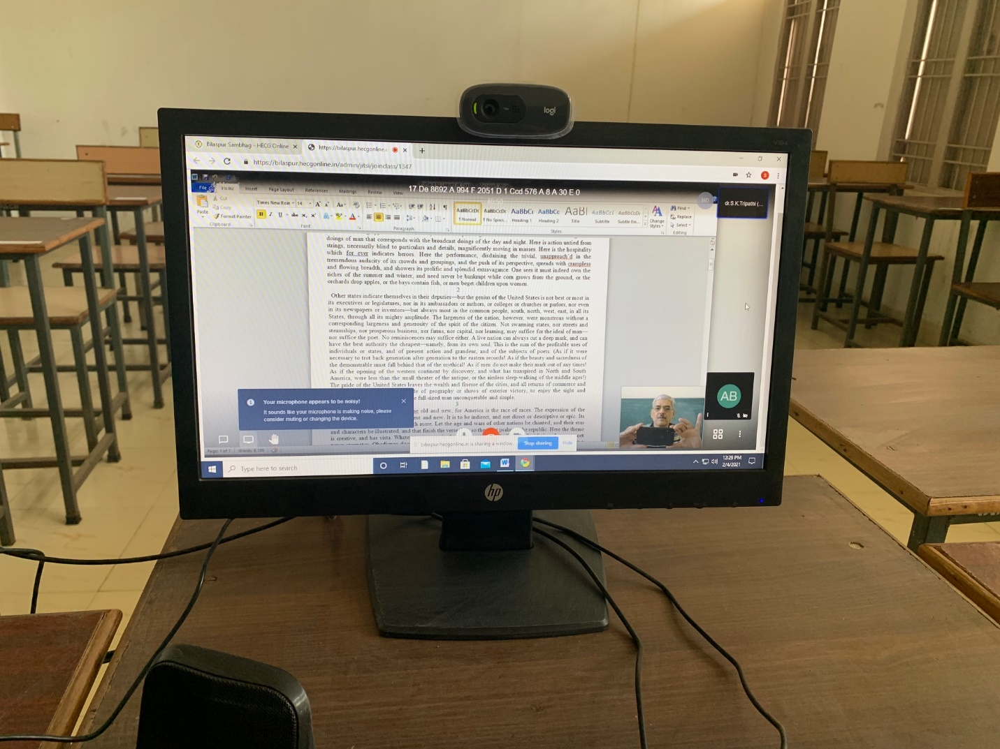 logi
V194
Bilaspur Sambhag - HECG Online
https://bilaspur.hecgonline.i
https://bilaspur.hecgonline.in/admin/jitsi/joinclass/1347
17 De 8692 A 994 F 2051 D 1 Ccd 576 A 8 A 30 E 0
HD
dr.S.K.Tripathi (...
File Home Insert Page Layout References Mailings Review View
Cut
Copy
Format Painter
Paste
Clipboard
Times New Rom 14
Font
Paragraph
AaBbCcDc AaBbCcDc AaBbCc AaBbCc AaBl AaBbCcL AaBbCcDc
¶ Normal ¶ No Spaci... Heading 1 Heading 2 Title Subtitle Subtle Em...
Styles
Change
Styles
Find
Replace
Select
Editing
doings of man that corresponds with the broadcast doings of the day and night. Here is action untied from
strings, necessarily blind to particulars and details, magnificently moving in masses. Here is the hospitality
which for ever indicates heroes. Here the performance, disdaining the trivial, unapproach'd in the
tremendous audacity of its crowds and groupings, and the push of its perspective, spreads with crampless
and flowing breadth, and showers its prolific and splendid extravagance. One sees it must indeed own the
riches of the summer and winter, and need never be bankrupt while corn grows from the ground, or the
orchards drop apples, or the bays contain fish, or men beget children upon women.
2
Other states indicate themselves in their deputies—but the genius of the United States is not best or most in
its executives or legislatures, nor in its ambassadors or authors, or colleges or churches or parlors, nor even
in its newspapers or inventors—but always most in the common people, south, north, west, east, in all its
States, through all its mighty amplitude. The largeness of the nation, however, were monstrous without a
corresponding largeness and generosity of the spirit of the citizen. Not swarming states, nor streets and
steamships, nor prosperous business, nor farms, nor capital, nor learning, may suffice for the ideal of man—
nor suffice the poet. No reminiscences may suffice either. A live nation can always cut a deep mark, and can
have the best authority the cheapest—namely, from its own soul. This is the sum of the profitable uses of
individuals or states, and of present action and grandeur, and of the subjects of poets. (As if it were
necessary to trot back generation after generation to the eastern records! As if the beauty and sacredness of
the demonstrable must fall behind that of the mythical! As if men do not make their mark out of any times!
As if the opening of the western continent by discovery, and what has transpired in North and South
America, were less than the small theater of the antique, or the aimless sleep-walking of the middle ages!)
The pride of the United States leaves the wealth and finesse of the cities, and all returns of commerce and
le of geography or shows of exterior victory, to enjoy the sight and
full-sized man unconquerable and simple.
3
old and new, for America is the race of races. The expression of the
ent and new. It is to be indirect, and not direct or descriptive or epic. Its
h more. Let the age and wars of other nations be chanted, and their eras
and characters be illustrated, and that finish the verse so the psalm republic. Here the theme
is creative, and has vista.
Your microphone appears to be noisy!
It sounds like your microphone is making noise, please
consider muting or changing the device.
bilaspur.hecgonline.in is sharing a window.
Stop sharing
Hide
AB
Page: 1 of 7
Type here to search
12:29 PM
2/4/2021
hp